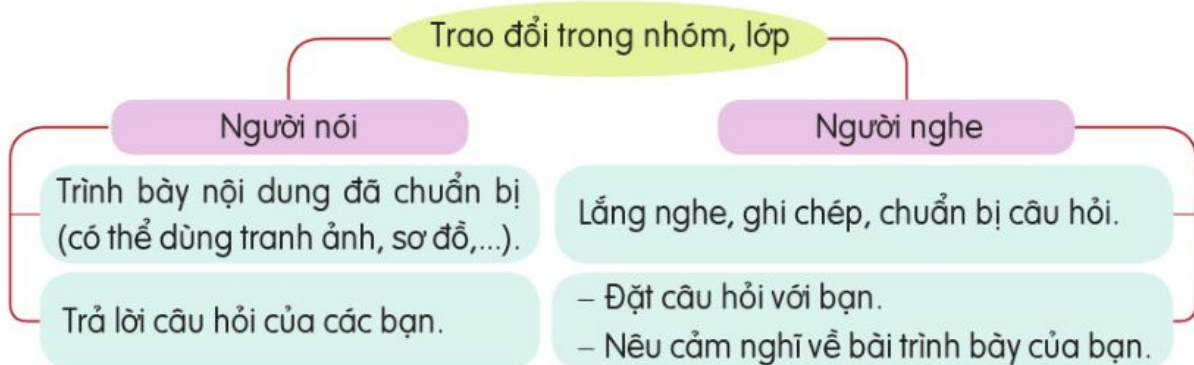 Trao đổi trong nhóm, lớp
Người nói
Trình bày nội dung đã chuẩn bị
(có thể dùng tranh ảnh, sơ đồ,...).
Trả lời câu hỏi của các bạn.
Người nghe
Lắng nghe, ghi chép, chuẩn bị câu hỏi.
– Đặt câu hỏi với bạn.
– Nêu cảm nghĩ về bài trình bày của bạn.